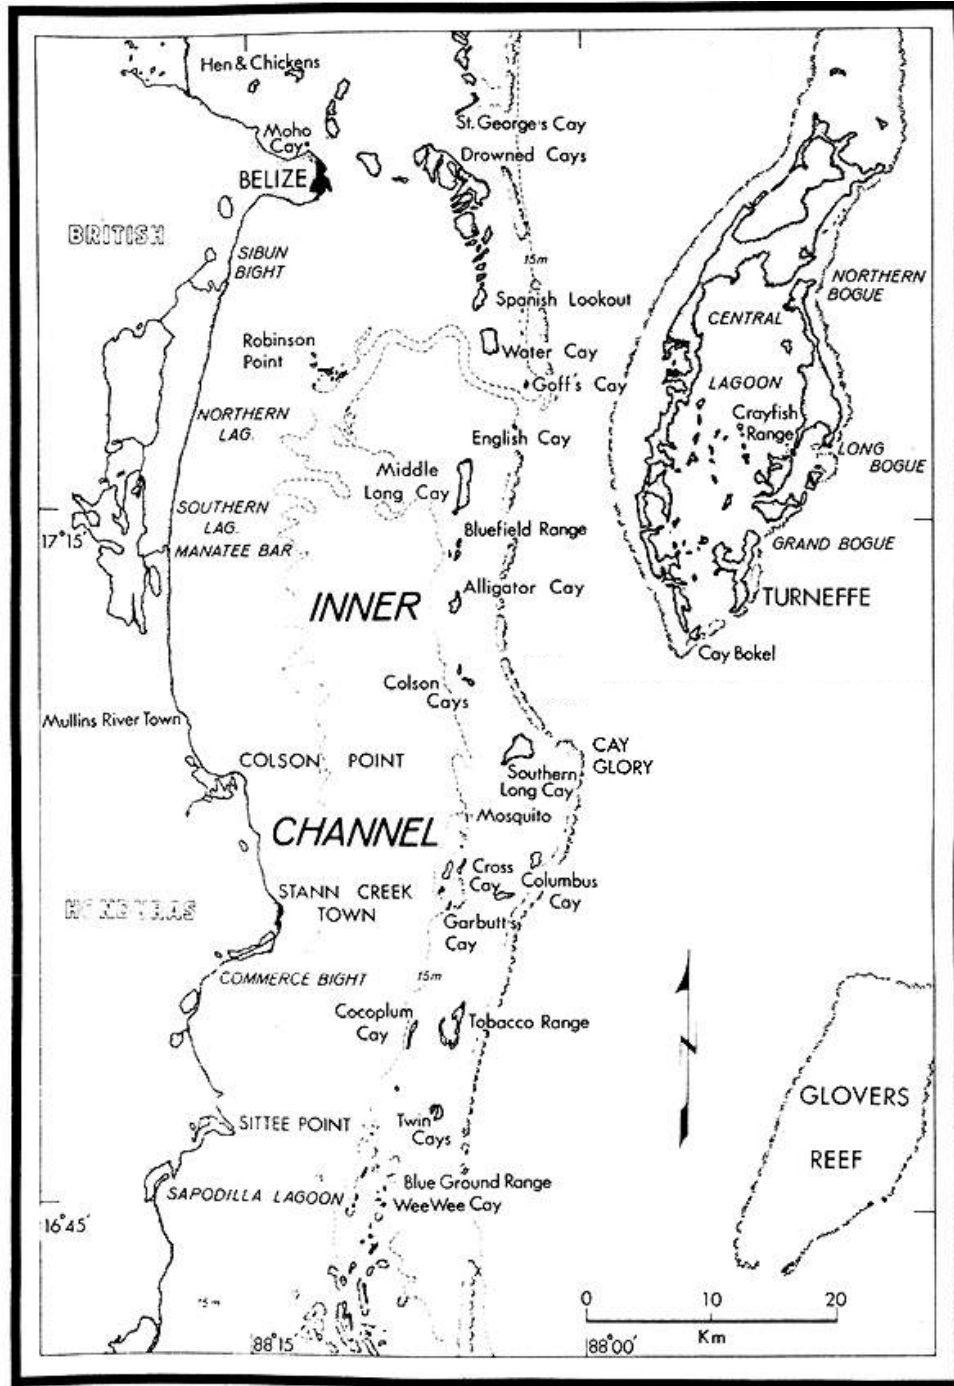 Hen & Chickens
St. George's Cay
Moho
Cay
Drowned Cays
BELIZE
BRITISH
SIBUN
BIGHT
15m
NORTHERN
BOGUE
Spanish Lookout
CENTRAL
Robinson
Point
Water Cay
Goff's Cay
LAGOON
NORTHERN
LAG.
Crayfish
Range
English Cay
LONG
BOGUE
Middle
Long Cay
SOUTHERN
LAG.
Bluefield Range
17°15'
MANATEE BAR
GRAND BOGUE
INNER
Alligator Cay
TURNEFFE
Cay Bokel
Colson
Cays
Mullins River Town
COLSON POINT
CAY
GLORY
Southern
Long Cay
CHANNEL
Mosquito
Cross
Cay
Columbus
Cay
STANN CREEK
TOWN
HONDURAS
Garbutt's
Cay
COMMERCE BIGHT
15m
Cocoplum
Cay
Tobacco Range
GLOVERS
REEF
SITTEE POINT
Twin
Cays
Blue Ground Range
SAPODILLA LAGOON
WeeWee Cay
16°45'
15m
0 10 20
Km
88°15'
88°00'